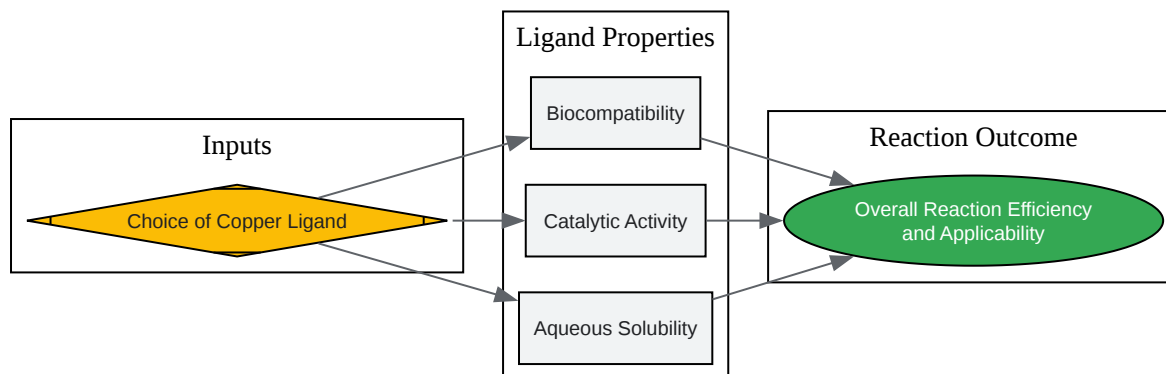 Inputs
Choice of Copper Ligand
Ligand Properties
Biocompatibility
Catalytic Activity
Aqueous Solubility
Reaction Outcome
Overall Reaction Efficiency
and Applicability